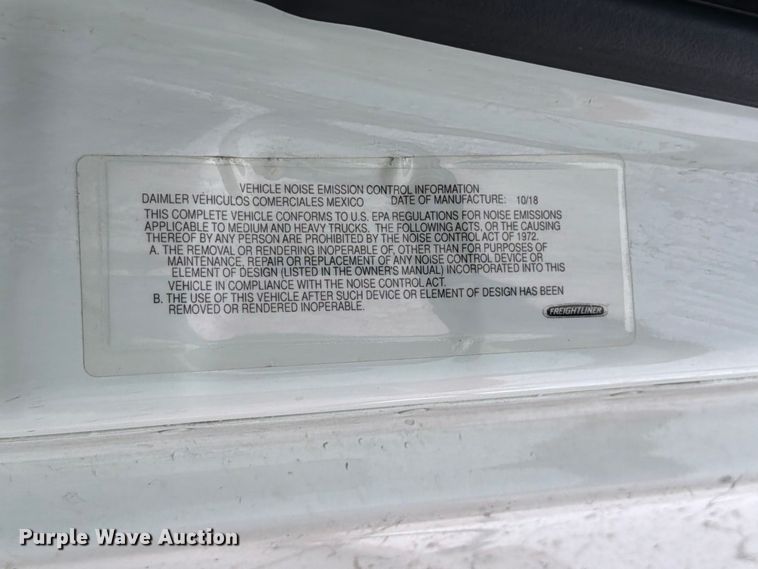 VEHICLE NOISE EMISSION CONTROL INFORMATION
DAIMLER VEHICULOS COMERCIALES MEXICO DATE OF MANUFACTURE: 10/18
THIS COMPLETE VEHICLE CONFORMS TO U.S. EPA REGULATIONS FOR NOISE EMISSIONS
APPLICABLE TO MEDIUM AND HEAVY TRUCKS. THE FOLLOWING ACTS, OR THE CAUSING
THEREOF BY ANY PERSON ARE PROHIBITED BY THE NOISE CONTROL ACT OF 1972.
A. THE REMOVAL OR RENDERING INOPERABLE OF, OTHER THAN FOR PURPOSES OF
MAINTENANCE, REPAIR OR REPLACEMENT OF ANY NOISE CONTROL DEVICE OR
ELEMENT OF DESIGN (LISTED IN THE OWNER'S MANUAL) INCORPORATED INTO THIS
VEHICLE IN COMPLIANCE WITH THE NOISE CONTROL ACT.
B. THE USE OF THIS VEHICLE AFTER SUCH DEVICE OR ELEMENT OF DESIGN HAS BEEN
REMOVED OR RENDERED INOPERABLE.
FREIGHTLINER
Purple Wave Auction